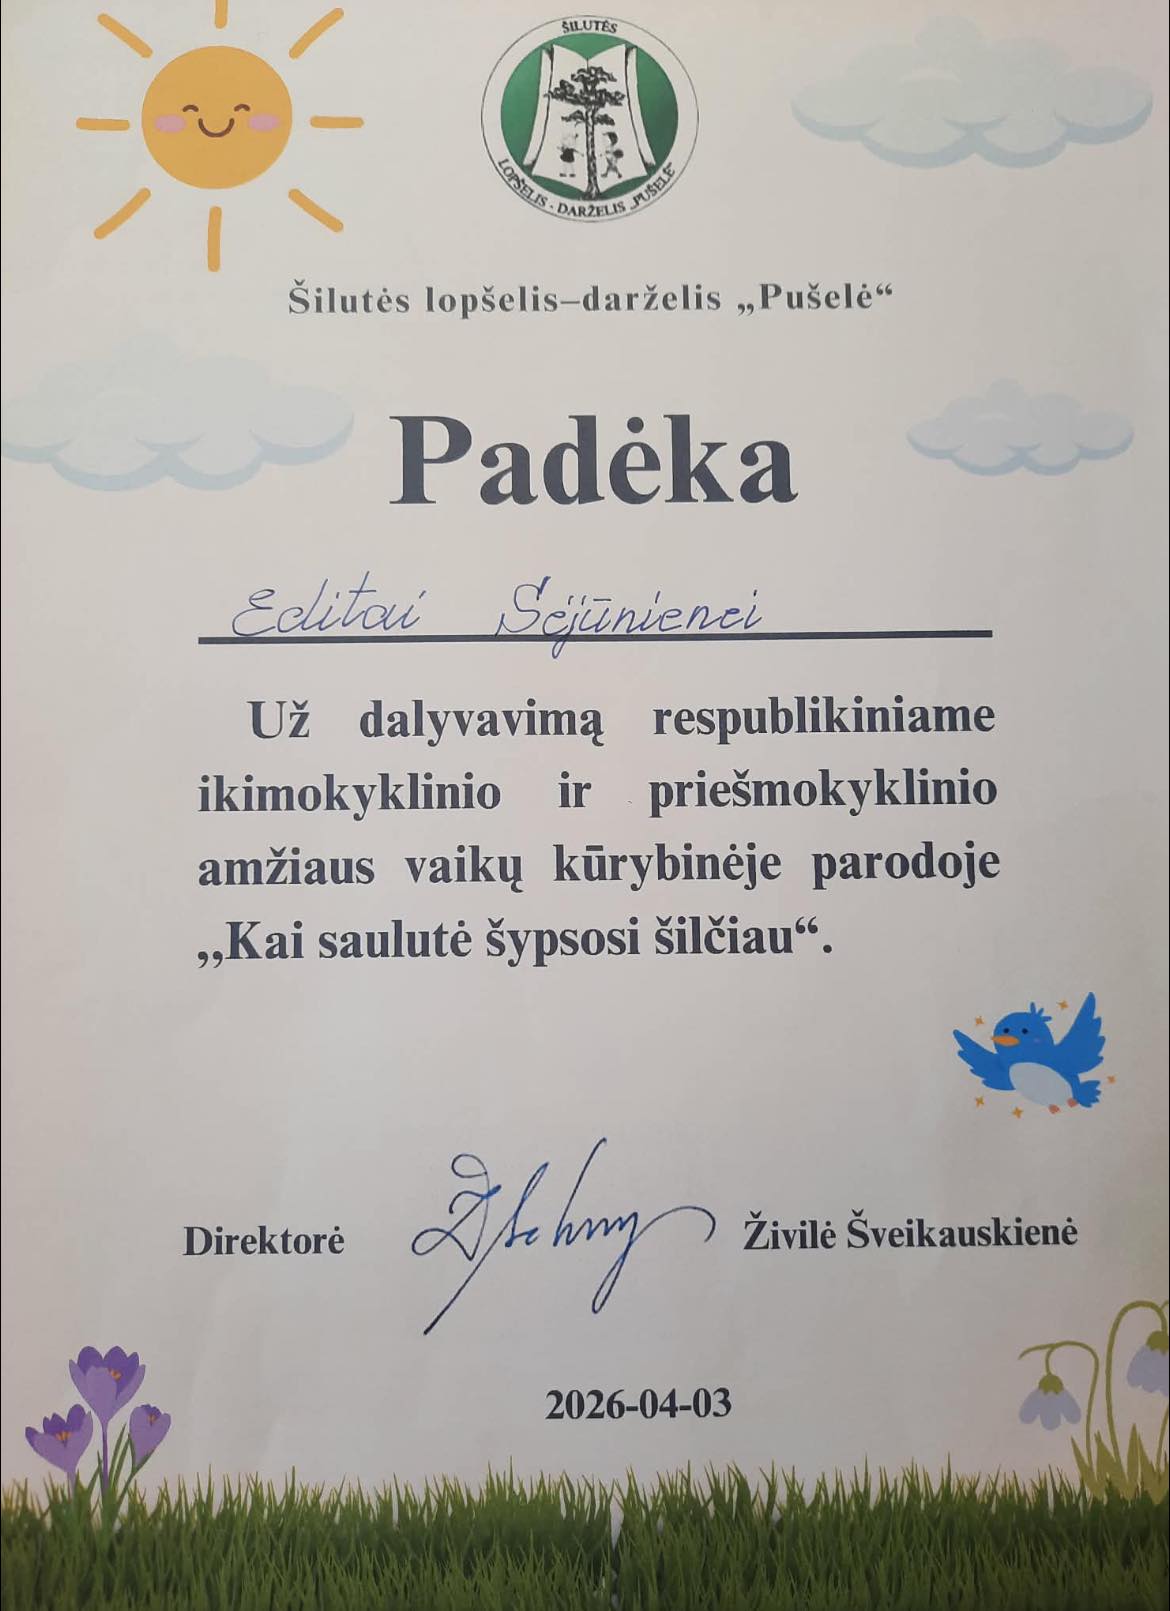 ŠILUTĖS
LOPŠELIS - DARŽELIS „PUŠELĖ“
Šilutės lopšelis–darželis „Pušelė“
Padėka
Editai Sėjūnienei
Už dalyvavimą respublikiniame
ikimokyklinio ir priešmokyklinio
amžiaus vaikų kūrybinėje parodoje
,,Kai saulutė šypsosi šilčiau“.
Direktorė Živilė Šveikauskienė
2026-04-03